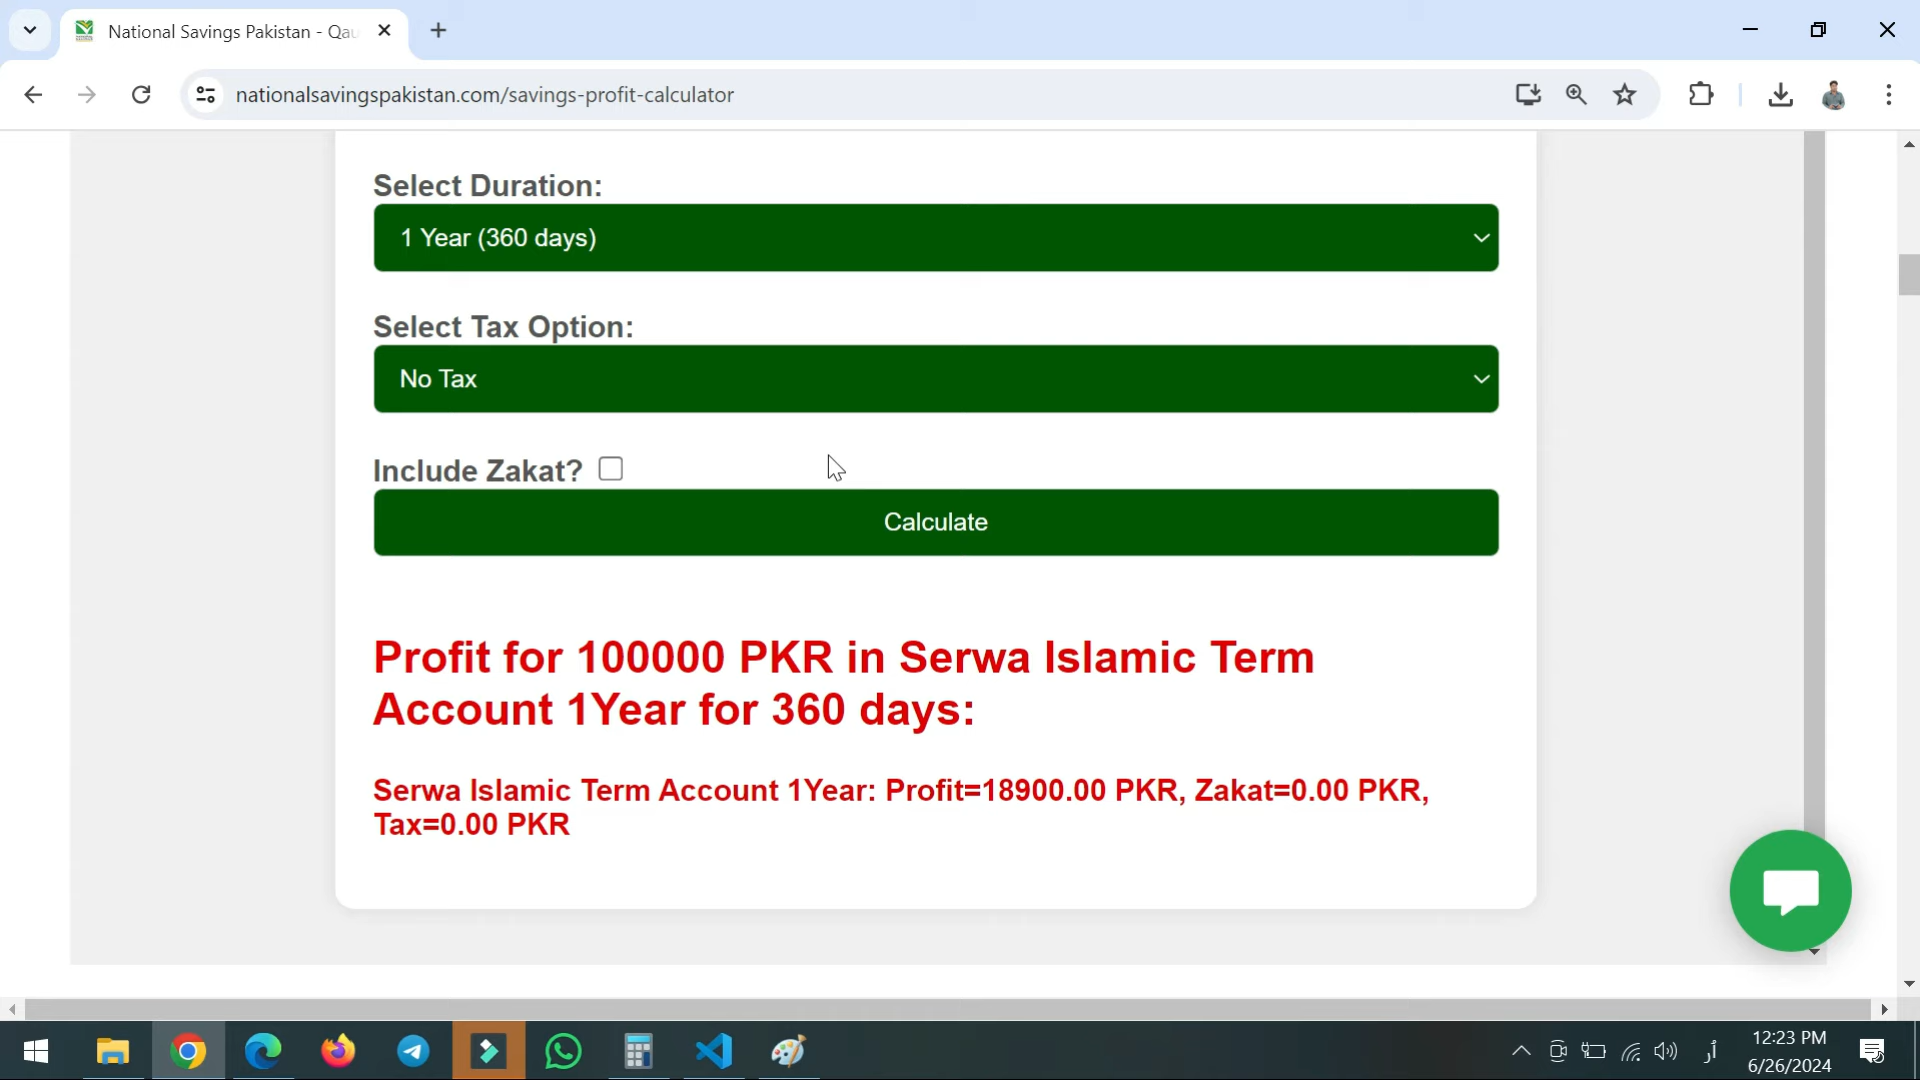 National Savings Pakistan - Qau
nationalsavingspakistan.com/savings-profit-calculator
Select Duration:
1 Year (360 days)
Select Tax Option:
No Tax
Include Zakat?
Calculate
Profit for 100000 PKR in Serwa Islamic Term
Account 1Year for 360 days:
Serwa Islamic Term Account 1Year: Profit=18900.00 PKR, Zakat=0.00 PKR,
Tax=0.00 PKR
12:23 PM
6/26/2024